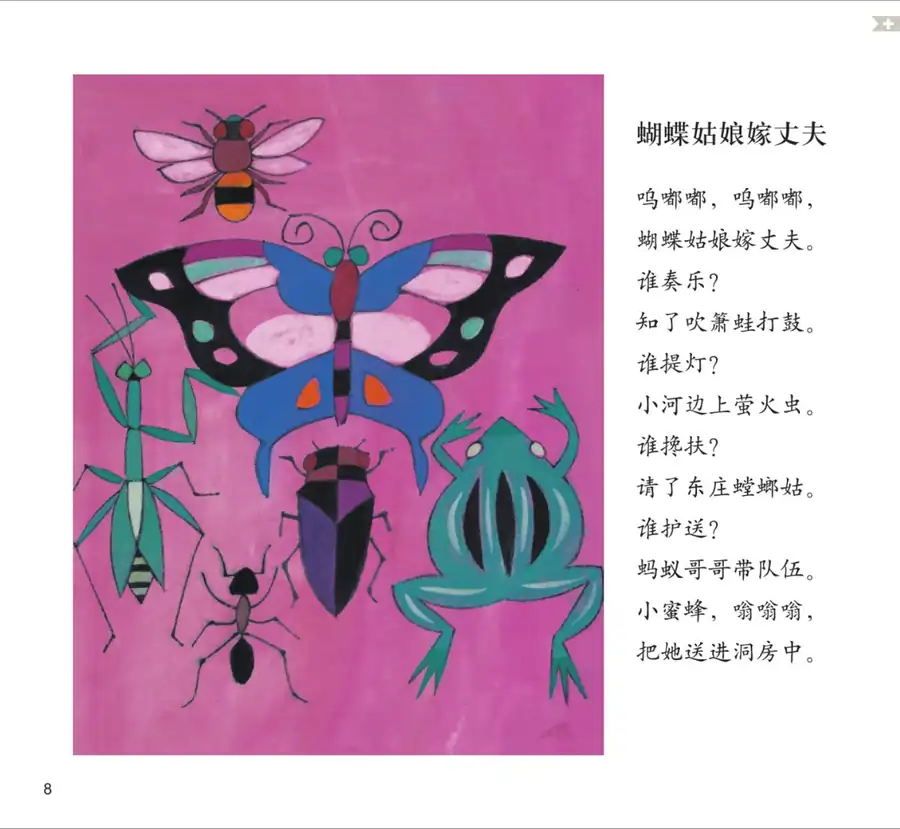 蝴蝶姑娘嫁丈夫
呜嘟嘟，呜嘟嘟，
蝴蝶姑娘嫁丈夫。
谁奏乐？
知了吹箫蛙打鼓。
谁提灯？
小河边上萤火虫。
谁搀扶？
请了东庄螳螂姑。
谁护送？
蚂蚁哥哥带队伍。
小蜜蜂，嗡嗡嗡，
把她送进洞房中。
8